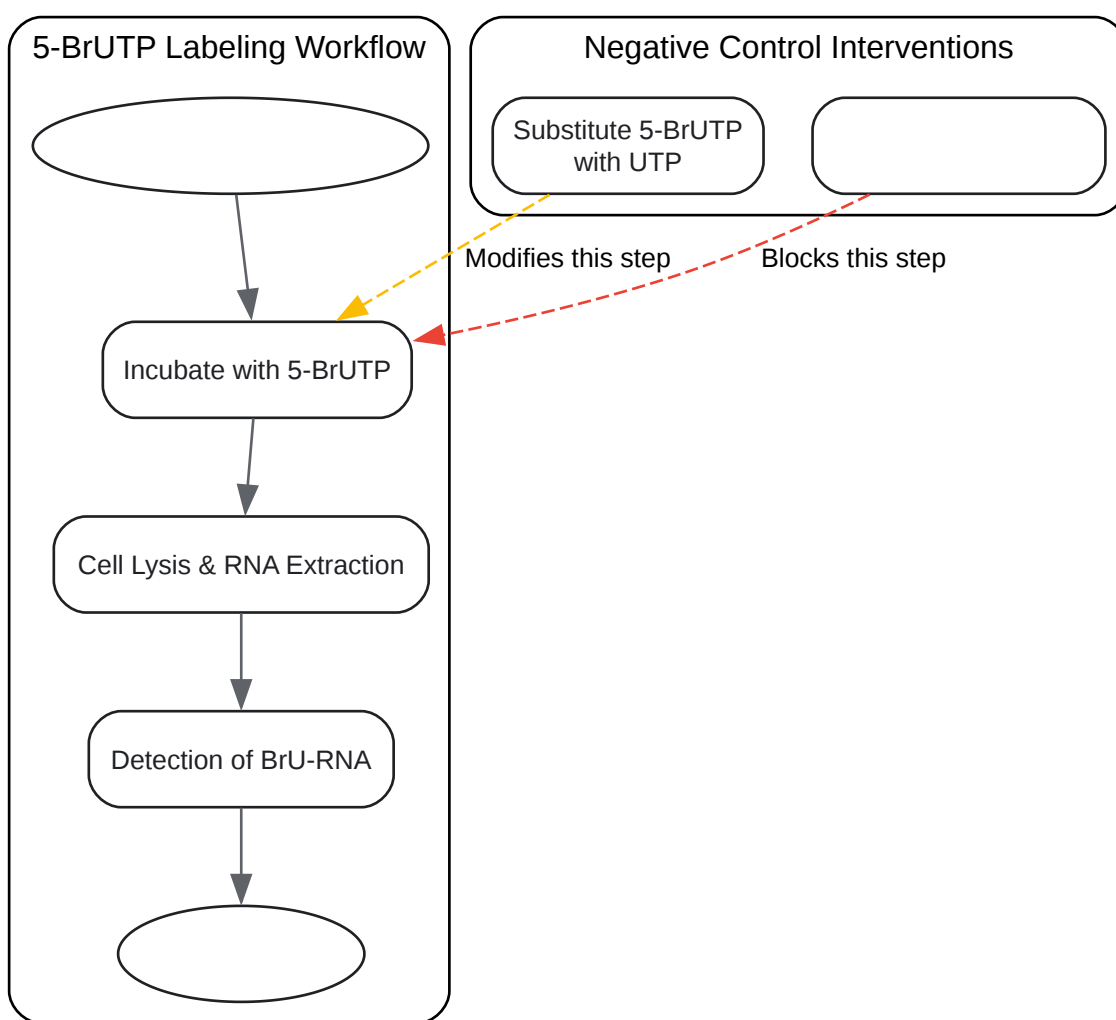 5-BrUTP Labeling Workflow
Negative Control Interventions
Substitute 5-BrUTP
with UTP
Modifies this step
Blocks this step
Incubate with 5-BrUTP
Cell Lysis & RNA Extraction
Detection of BrU-RNA